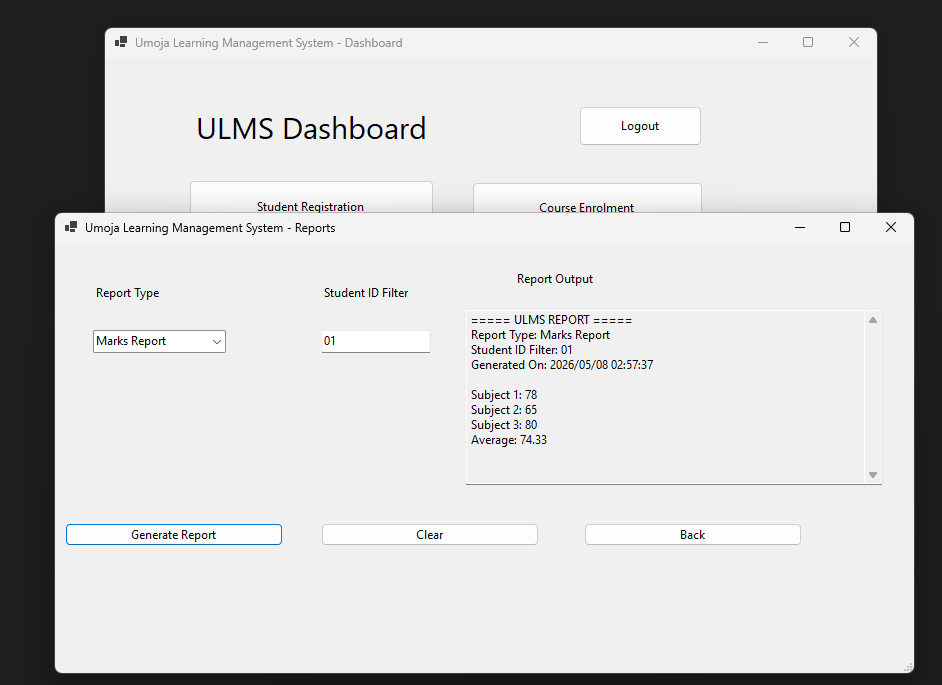 Umoja Learning Management System - Dashboard
ULMS Dashboard
Logout
Student Registration
Course Enrolment
Umoja Learning Management System - Reports
Report Type
Student ID Filter
Report Output
Marks Report
01
===== ULMS REPORT =====
Report Type: Marks Report
Student ID Filter: 01
Generated On: 2026/05/08 02:57:37
Subject 1: 78
Subject 2: 65
Subject 3: 80
Average: 74.33
Generate Report
Clear
Back